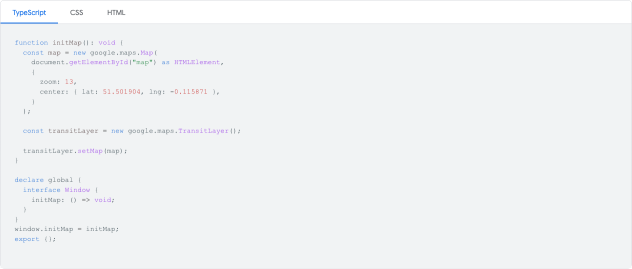 TypeScript CSS HTML
function initMap(): void {
  const map = new google.maps.Map(
    document.getElementById("map") as HTMLElement,
    {
      zoom: 13,
      center: { lat: 51.501904, lng: -0.115871 },
    }
  );
  const transitLayer = new google.maps.TransitLayer();
  transitLayer.setMap(map);
}
declare global {
  interface Window {
    initMap: () => void;
  }
}
window.initMap = initMap;
export {};